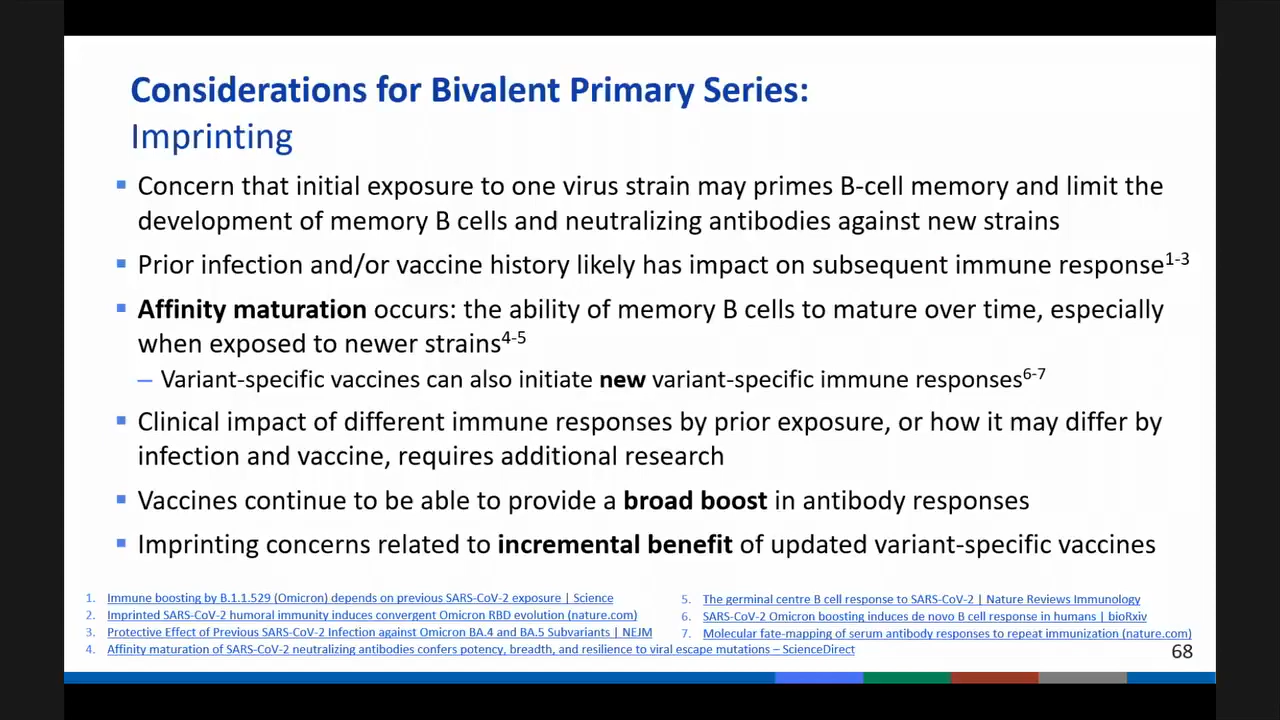 Considerations for Bivalent Primary Series:
Imprinting
Concern that initial exposure to one virus strain may primes B-cell memory and limit the
development of memory B cells and neutralizing antibodies against new strains
Prior infection and/or vaccine history likely has impact on subsequent immune response1-3
Affinity maturation occurs: the ability of memory B cells to mature over time, especially
when exposed to newer strains4-5
– Variant-specific vaccines can also initiate new variant-specific immune responses6-7
Clinical impact of different immune responses by prior exposure, or how it may differ by
infection and vaccine, requires additional research
Vaccines continue to be able to provide a broad boost in antibody responses
Imprinting concerns related to incremental benefit of updated variant-specific vaccines
1. Immune boosting by B.1.1.529 (Omicron) depends on previous SARS-CoV-2 exposure | Science
2. Imprinted SARS-CoV-2 humoral immunity induces convergent Omicron RBD evolution (nature.com)
3. Protective Effect of Previous SARS-CoV-2 Infection against Omicron BA.4 and BA.5 Subvariants | NEJM
4. Affinity maturation of SARS-CoV-2 neutralizing antibodies confers potency, breadth, and resilience to viral escape mutations – ScienceDirect
5. The germinal centre B cell response to SARS-CoV-2 | Nature Reviews Immunology
6. SARS-CoV-2 Omicron boosting induces de novo B cell response in humans | bioRxiv
7. Molecular fate-mapping of serum antibody responses to repeat immunization (nature.com)
68